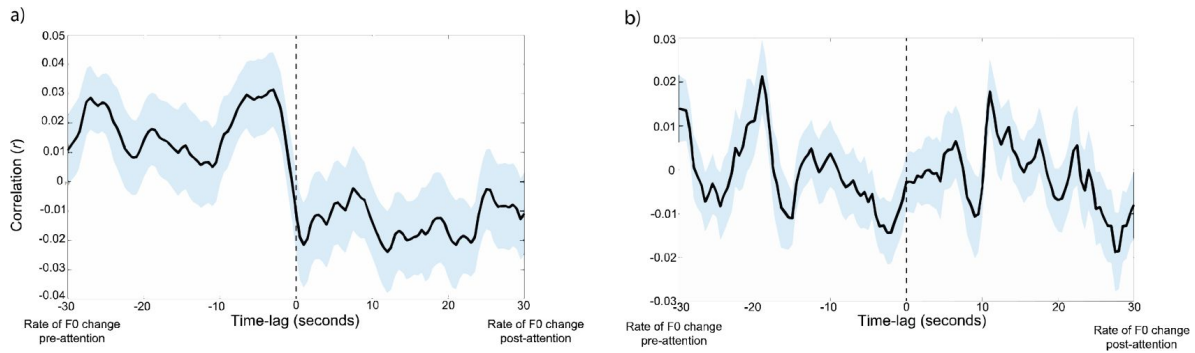 a)
0.05
0.04
0.03
0.02
0.01
0
-0.01
-0.02
-0.03
-0.04
Correlation (r)
-30 -20 -10 0 10 20 30
Time-lag (seconds)
Rate of F0 change
pre-attention
Rate of F0 change
post-attention
b)
0.03
0.02
0.01
0
-0.01
-0.02
-0.03
-30 -20 -10 0 10 20 30
Time-lag (seconds)
Rate of F0 change
pre-attention
Rate of F0 change
post-attention